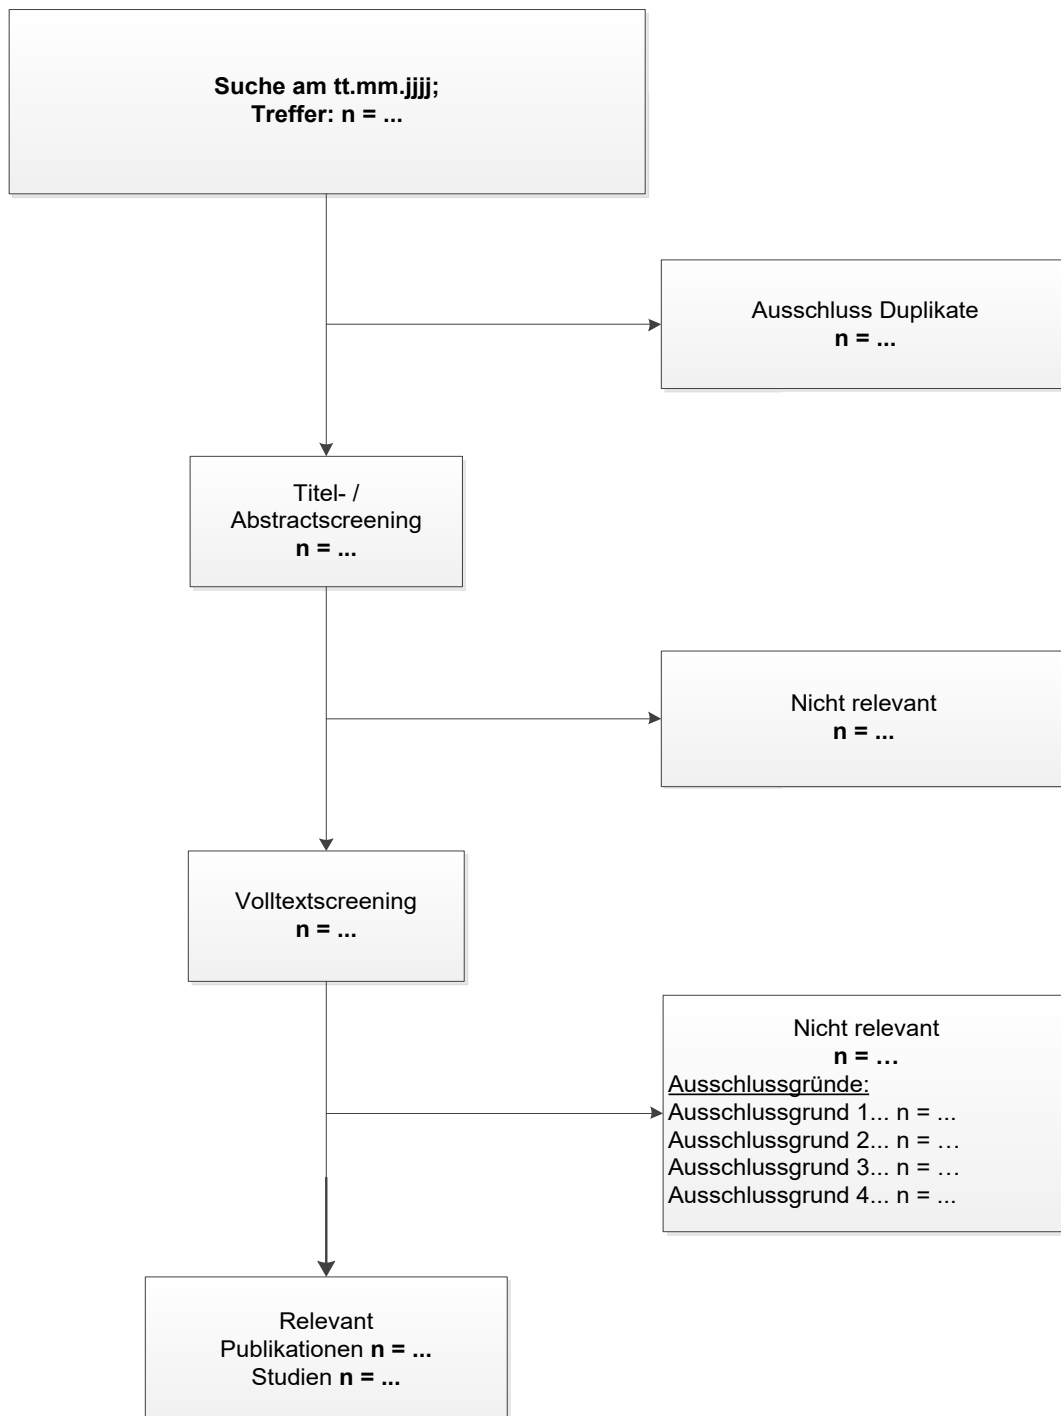 Suche am tt.mm.jjjj;
Treffer: n = ...
Ausschluss Duplikate
n = ...
Titel- /
Abstractscreening
n = ...
Nicht relevant
n = ...
Volltextscreening
n = ...
Nicht relevant
n = …
Ausschlussgründe:
Ausschlussgrund 1... n = ...
Ausschlussgrund 2... n = …
Ausschlussgrund 3... n = …
Ausschlussgrund 4... n = ...
Relevant
Publikationen n = ...
Studien n = ...